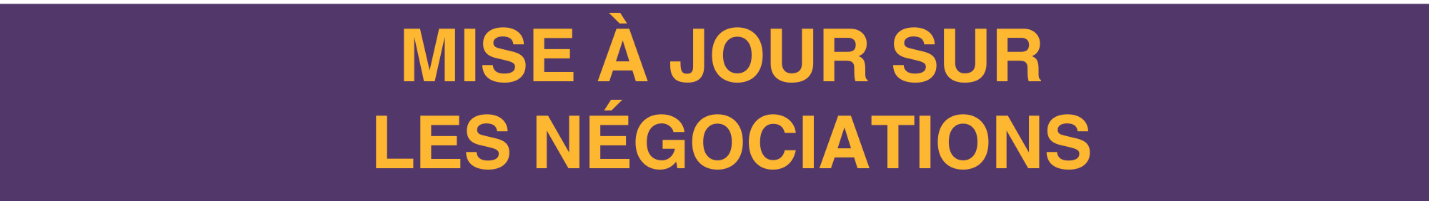 MISE À JOUR SUR
LES NÉGOCIATIONS